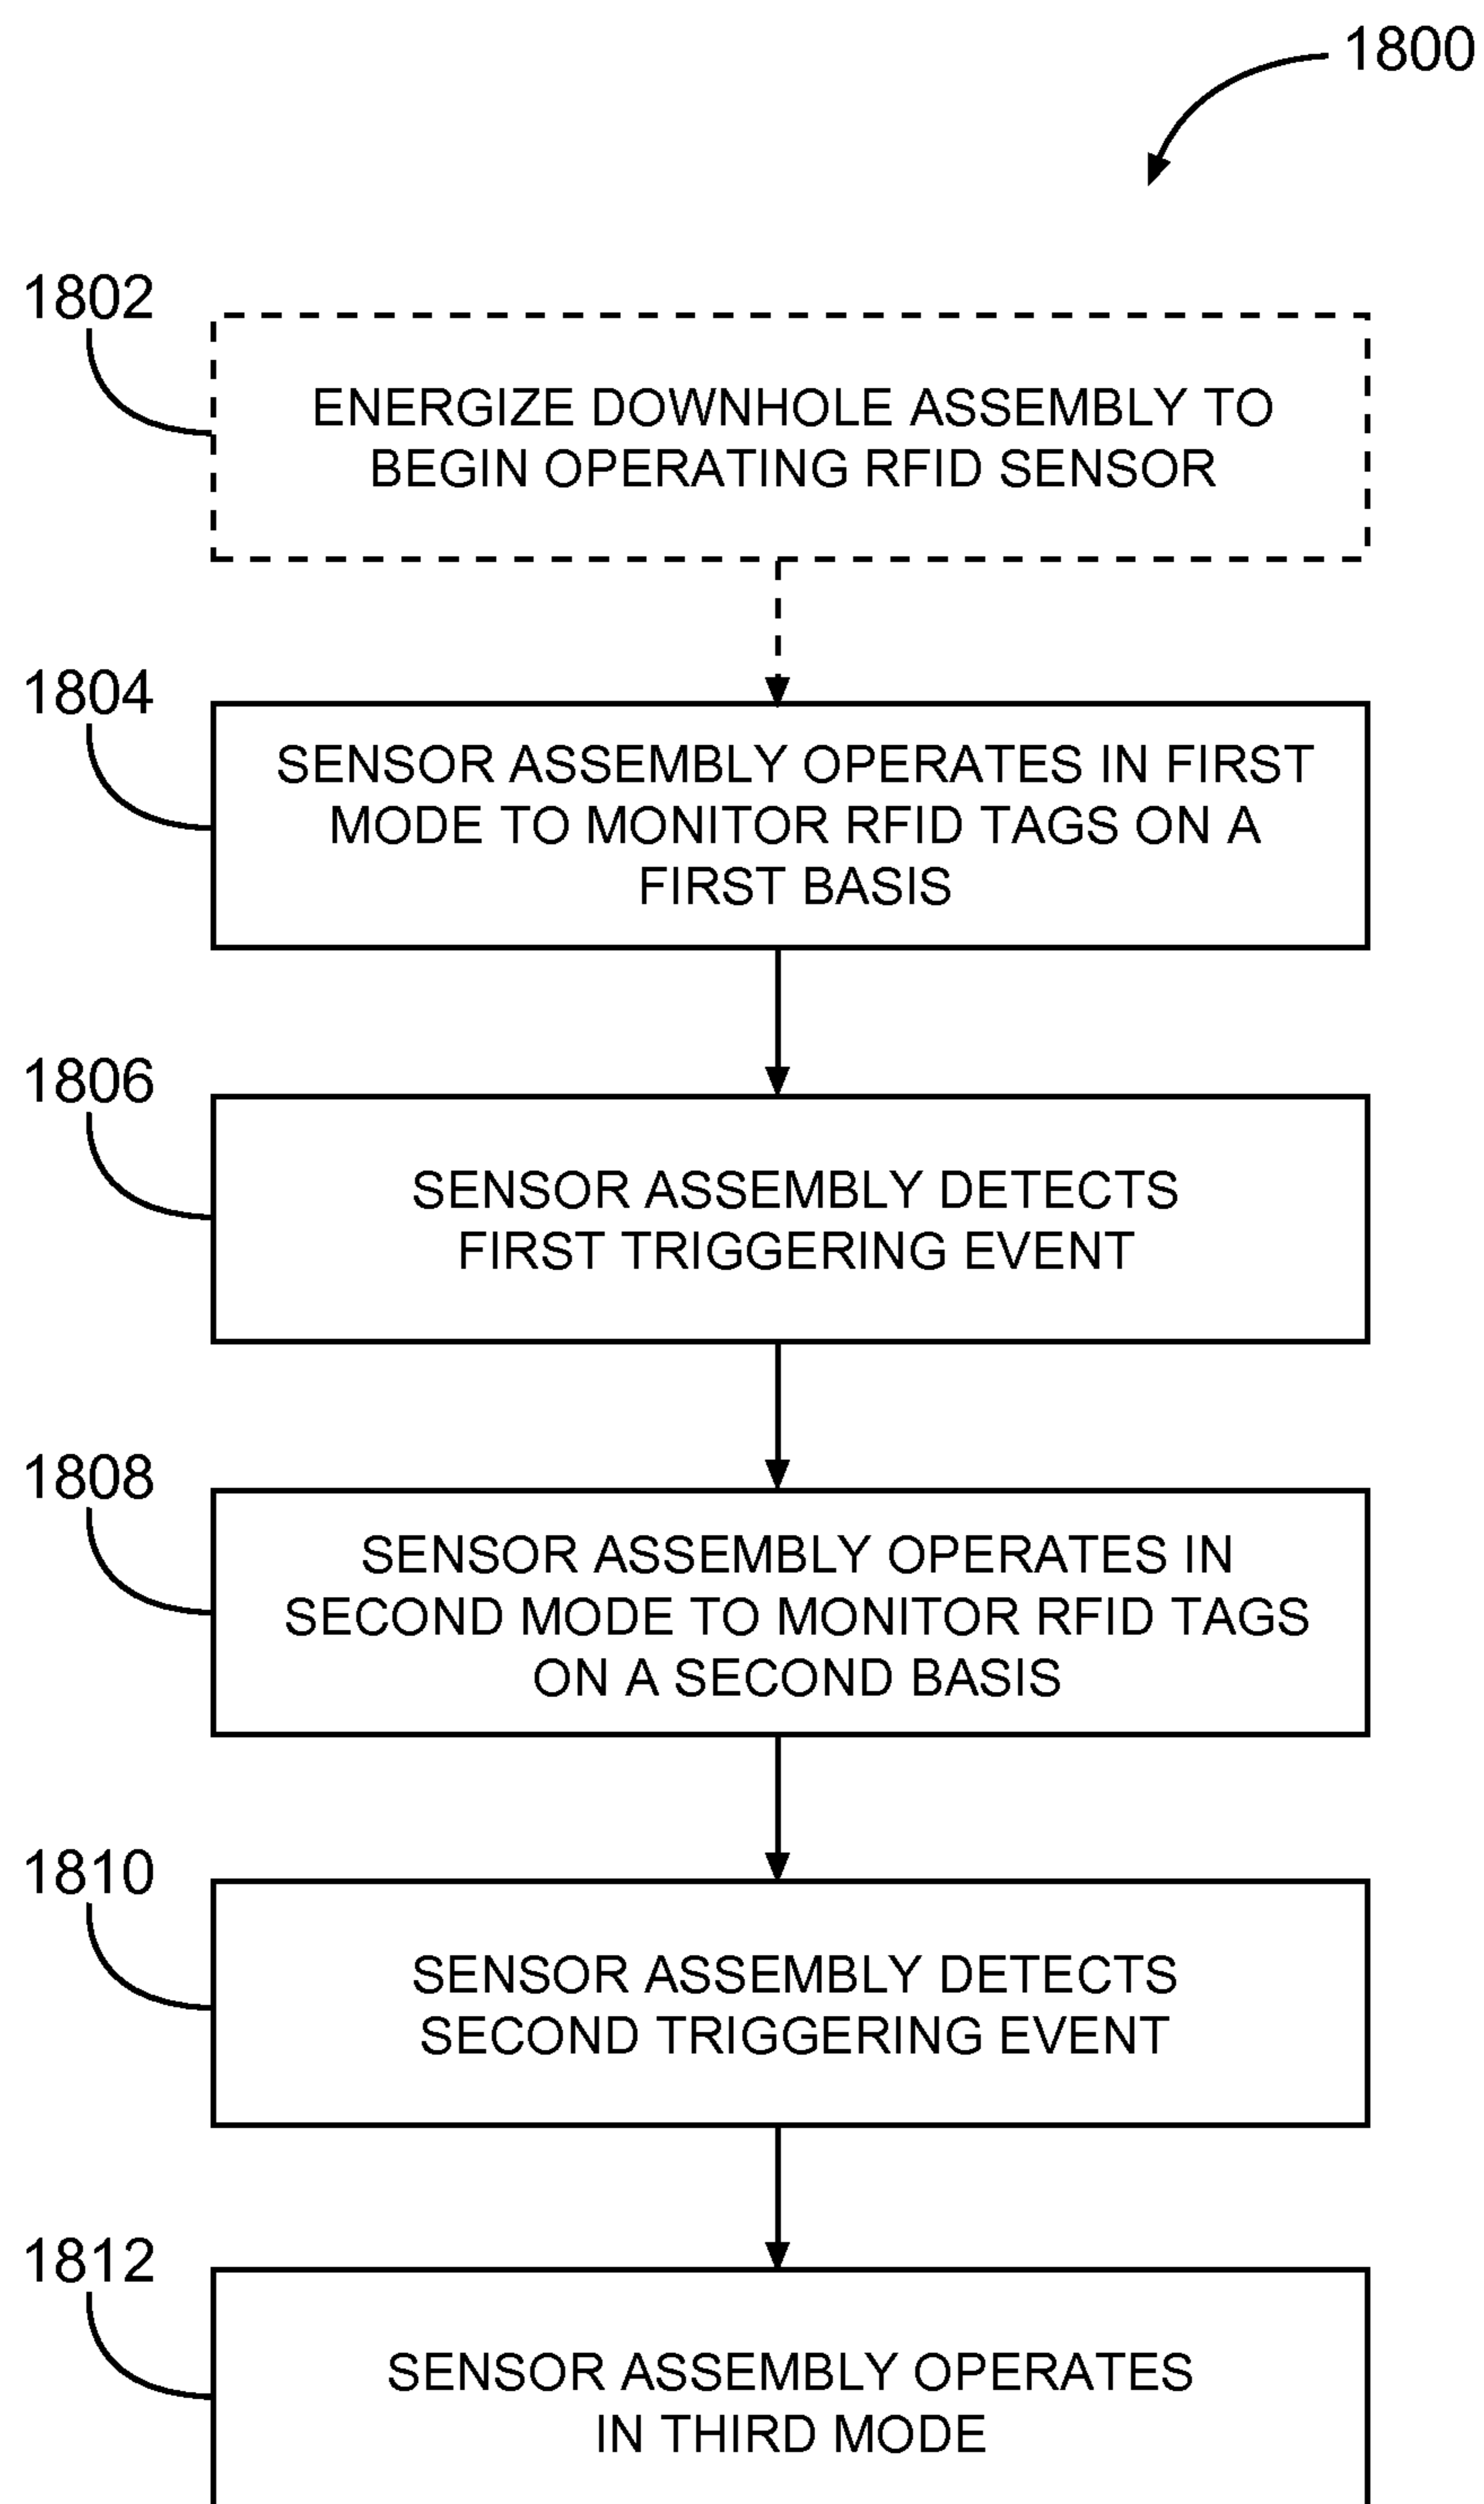 1800
1802
ENERGIZE DOWNHOLE ASSEMBLY TO
BEGIN OPERATING RFID SENSOR
1804
SENSOR ASSEMBLY OPERATES IN FIRST
MODE TO MONITOR RFID TAGS ON A
FIRST BASIS
1806
SENSOR ASSEMBLY DETECTS
FIRST TRIGGERING EVENT
1808
SENSOR ASSEMBLY OPERATES IN
SECOND MODE TO MONITOR RFID TAGS
ON A SECOND BASIS
1810
SENSOR ASSEMBLY DETECTS
SECOND TRIGGERING EVENT
1812
SENSOR ASSEMBLY OPERATES
IN THIRD MODE